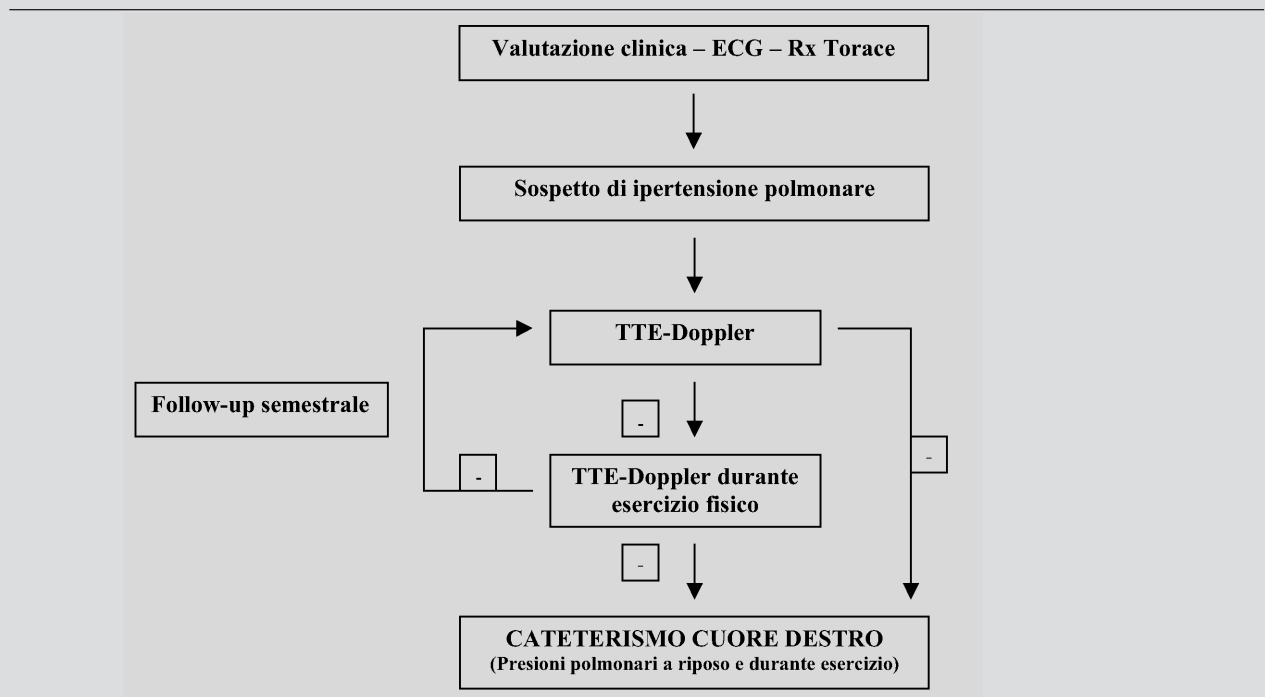 Valutazione clinica – ECG – Rx Torace
Sospetto di ipertensione polmonare
TTE-Doppler
Follow-up semestrale
-
-
-
TTE-Doppler durante
esercizio fisico
-
CATETERISMO CUORE DESTRO
(Presioni polmonari a riposo e durante esercizio)